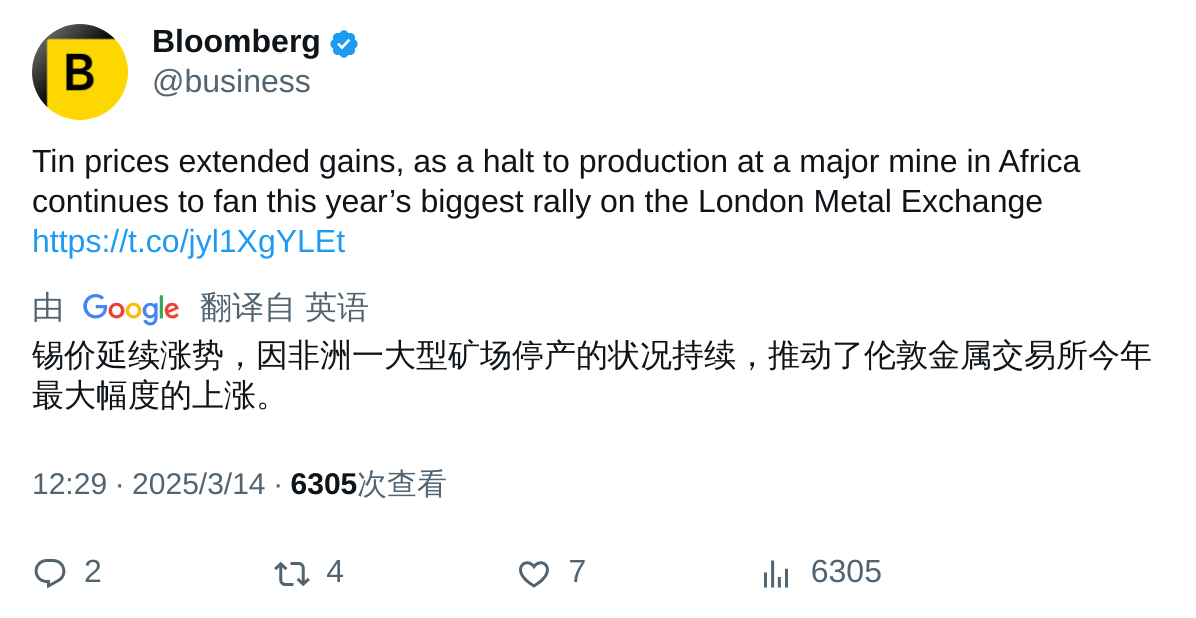 B
Bloomberg
@business
Tin prices extended gains, as a halt to production at a major mine in Africa
continues to fan this year’s biggest rally on the London Metal Exchange
https://t.co/jyl1XgYLEt
由 Google 翻译自 英语
锡价延续涨势，因非洲一大型矿场停产的状况持续，推动了伦敦金属交易所今年
最大幅度的上涨。
12:29 · 2025/3/14 · 6305次查看
2 4 7 6305